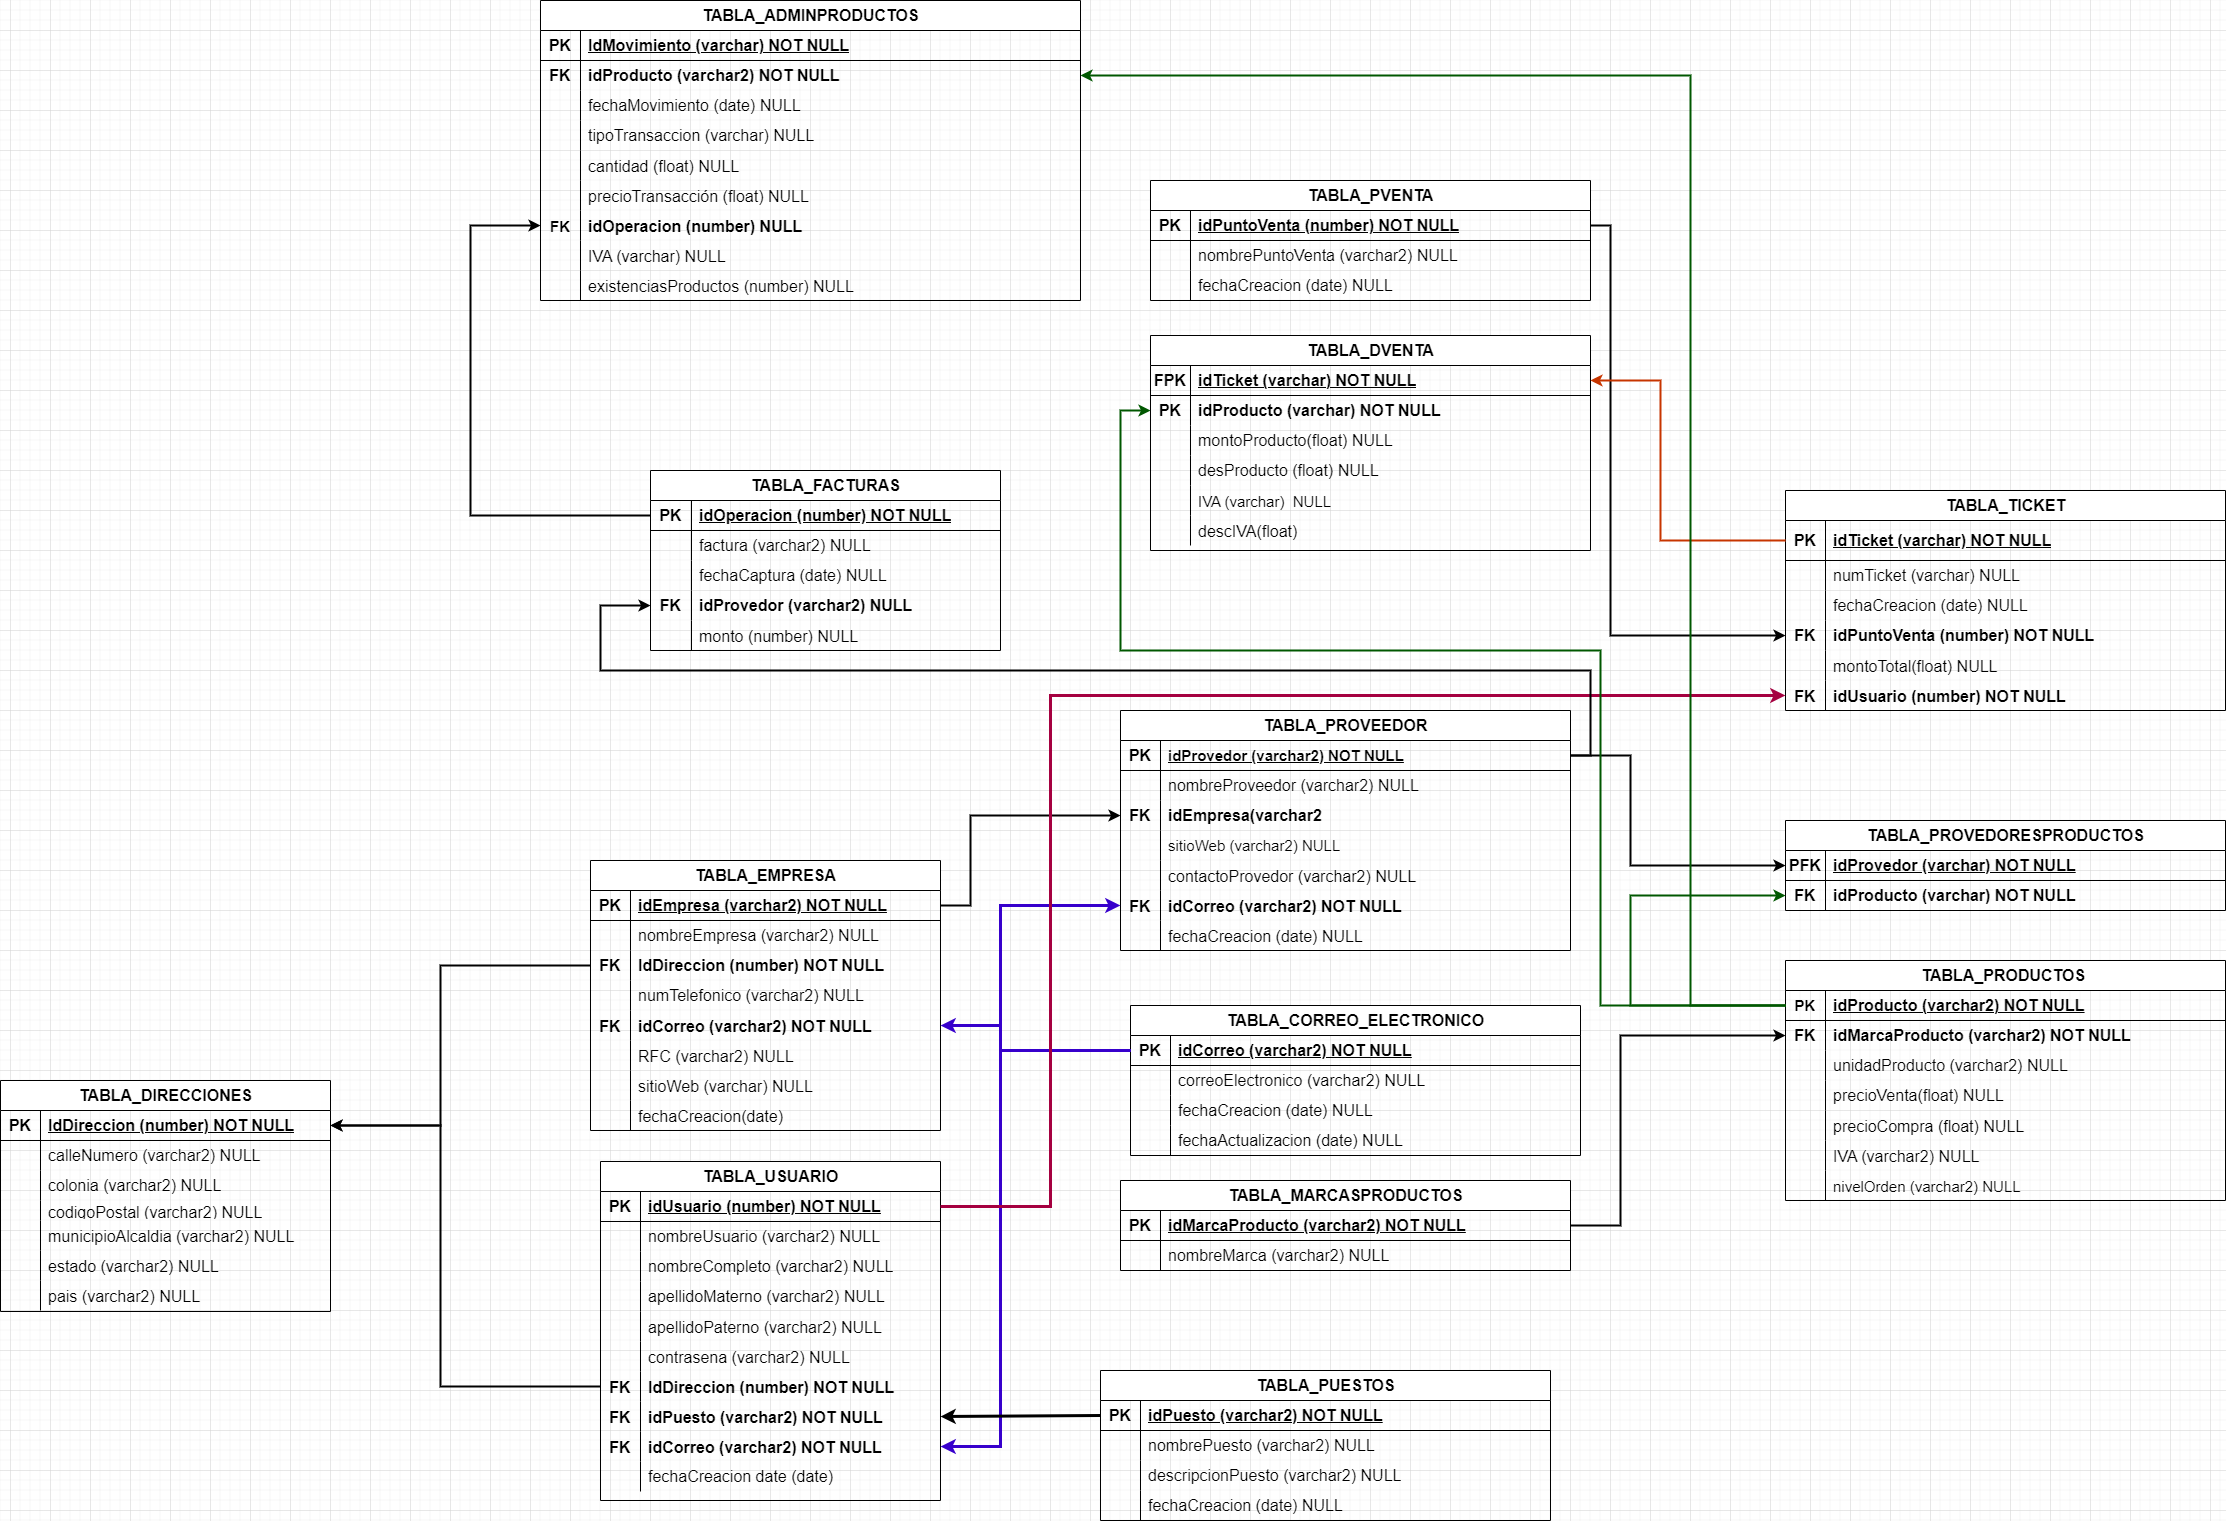 TABLA_ADMINPRODUCTOS
PK IdMovimiento (varchar) NOT NULL
FK idProducto (varchar2) NOT NULL
fechaMovimiento (date) NULL
tipoTransaccion (varchar) NULL
cantidad (float) NULL
precioTransacción (float) NULL
FK idOperacion (number) NULL
IVA (varchar) NULL
existenciasProductos (number) NULL
TABLA_PVENTA
PK idPuntoVenta (number) NOT NULL
nombrePuntoVenta (varchar2) NULL
fechaCreacion (date) NULL
TABLA_DVENTA
FPK idTicket (varchar) NOT NULL
PK idProducto (varchar) NOT NULL
montoProducto(float) NULL
desProducto (float) NULL
IVA (varchar) NULL
descIVA(float)
TABLA_FACTURAS
PK idOperacion (number) NOT NULL
factura (varchar2) NULL
fechaCaptura (date) NULL
FK idProvedor (varchar2) NULL
monto (number) NULL
TABLA_TICKET
PK idTicket (varchar) NOT NULL
numTicket (varchar) NULL
fechaCreacion (date) NULL
FK idPuntoVenta (number) NOT NULL
montoTotal(float) NULL
FK idUsuario (number) NOT NULL
TABLA_PROVEEDOR
PK idProvedor (varchar2) NOT NULL
nombreProveedor (varchar2) NULL
FK idEmpresa(varchar2
sitioWeb (varchar2) NULL
contactoProvedor (varchar2) NULL
FK idCorreo (varchar2) NOT NULL
fechaCreacion (date) NULL
TABLA_PROVEDORESPRODUCTOS
PFK idProvedor (varchar) NOT NULL
FK idProducto (varchar) NOT NULL
TABLA_EMPRESA
PK idEmpresa (varchar2) NOT NULL
nombreEmpresa (varchar2) NULL
FK IdDireccion (number) NOT NULL
numTelefonico (varchar2) NULL
FK idCorreo (varchar2) NOT NULL
RFC (varchar2) NULL
sitioWeb (varchar) NULL
fechaCreacion(date)
TABLA_PRODUCTOS
PK idProducto (varchar2) NOT NULL
FK idMarcaProducto (varchar2) NOT NULL
unidadProducto (varchar2) NULL
precioVenta(float) NULL
precioCompra (float) NULL
IVA (varchar2) NULL
nivelOrden (varchar2) NULL
TABLA_CORREO_ELECTRONICO
PK idCorreo (varchar2) NOT NULL
correoElectronico (varchar2) NULL
fechaCreacion (date) NULL
fechaActualizacion (date) NULL
TABLA_DIRECCIONES
PK IdDireccion (number) NOT NULL
calleNumero (varchar2) NULL
colonia (varchar2) NULL
codigoPostal (varchar2) NULL
municipioAlcaldia (varchar2) NULL
estado (varchar2) NULL
pais (varchar2) NULL
TABLA_USUARIO
PK idUsuario (number) NOT NULL
nombreUsuario (varchar2) NULL
nombreCompleto (varchar2) NULL
apellidoMaterno (varchar2) NULL
apellidoPaterno (varchar2) NULL
contrasena (varchar2) NULL
FK IdDireccion (number) NOT NULL
FK idPuesto (varchar2) NOT NULL
FK idCorreo (varchar2) NOT NULL
fechaCreacion date (date)
TABLA_MARCASPRODUCTOS
PK idMarcaProducto (varchar2) NOT NULL
nombreMarca (varchar2) NULL
TABLA_PUESTOS
PK idPuesto (varchar2) NOT NULL
nombrePuesto (varchar2) NULL
descripcionPuesto (varchar2) NULL
fechaCreacion (date) NULL